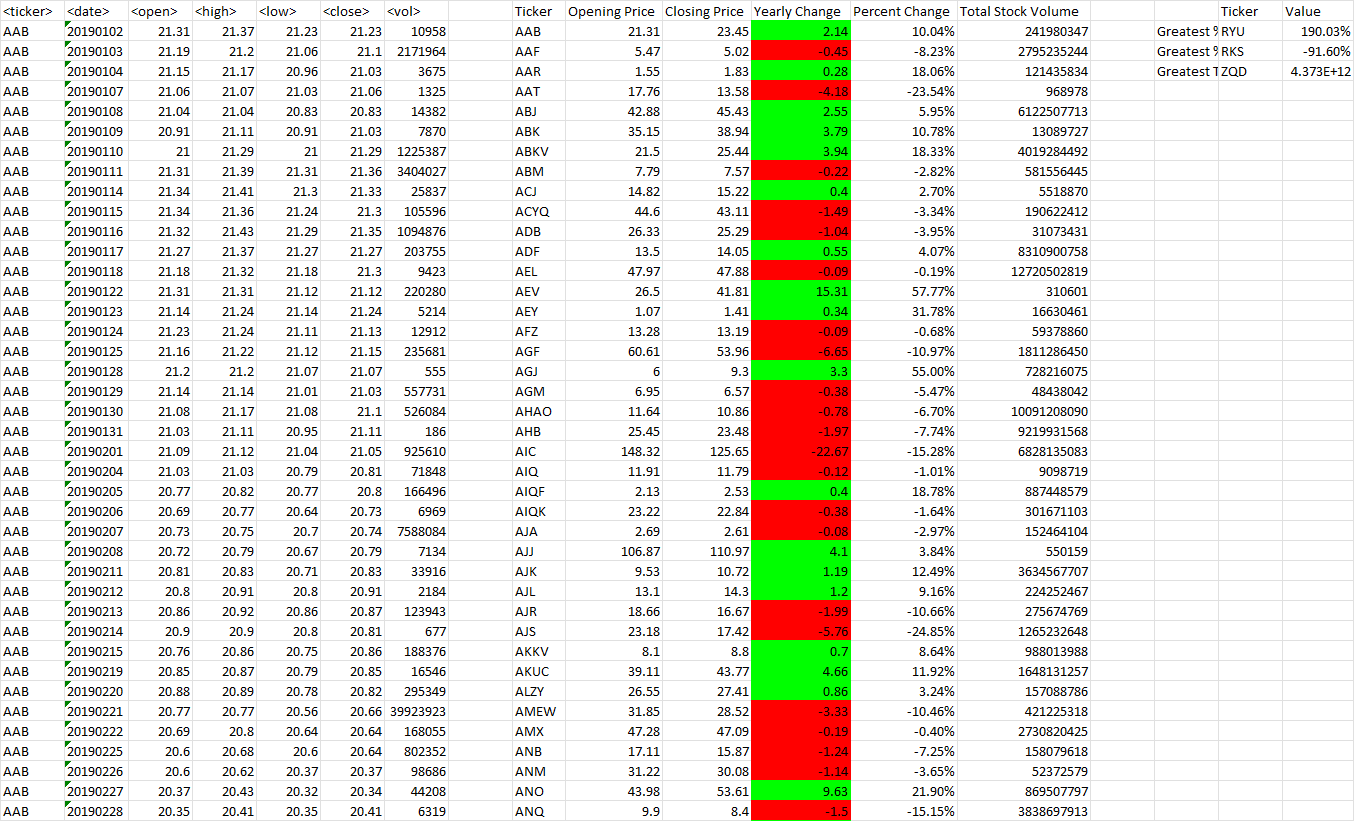 <ticker> <date> <open> <high> <low> <close> <vol> Ticker Opening Price Closing Price Yearly Change Percent Change Total Stock Volume Ticker Value
AAB 20190102 21.31 21.37 21.23 21.23 10958 AAB 21.31 23.45 2.14 10.04% 241980347 Greatest % RYU 190.03%
AAB 20190103 21.19 21.2 21.06 21.1 2171964 AAF 5.47 5.02 -0.45 -8.23% 2795235244 Greatest % RKS -91.60%
AAB 20190104 21.15 21.17 20.96 21.03 3675 AAR 1.55 1.83 0.28 18.06% 121435834 Greatest T ZQD 4.373E+12
AAB 20190107 21.06 21.07 21.03 21.06 1325 AAT 17.76 13.58 -4.18 -23.54% 968978
AAB 20190108 21.04 21.04 20.83 20.83 14382 ABJ 42.88 45.43 2.55 5.95% 6122507713
AAB 20190109 20.91 21.11 20.91 21.03 7870 ABK 35.15 38.94 3.79 10.78% 13089727
AAB 20190110 21 21.29 21 21.29 1225387 ABKV 21.5 25.44 3.94 18.33% 4019284492
AAB 20190111 21.31 21.39 21.31 21.36 3404027 ABM 7.79 7.57 -0.22 -2.82% 581556445
AAB 20190114 21.34 21.41 21.3 21.33 25837 ACJ 14.82 15.22 0.4 2.70% 5518870
AAB 20190115 21.34 21.36 21.24 21.3 105596 ACYQ 44.6 43.11 -1.49 -3.34% 190622412
AAB 20190116 21.32 21.43 21.29 21.35 1094876 ADB 26.33 25.29 -1.04 -3.95% 31073431
AAB 20190117 21.27 21.37 21.27 21.27 203755 ADF 13.5 14.05 0.55 4.07% 8310900758
AAB 20190118 21.18 21.32 21.18 21.3 9423 AEL 47.97 47.88 -0.09 -0.19% 12720502819
AAB 20190122 21.31 21.31 21.12 21.12 220280 AEV 26.5 41.81 15.31 57.77% 310601
AAB 20190123 21.14 21.24 21.14 21.24 5214 AEY 1.07 1.41 0.34 31.78% 16630461
AAB 20190124 21.23 21.24 21.11 21.13 12912 AFZ 13.28 13.19 -0.09 -0.68% 59378860
AAB 20190125 21.16 21.22 21.12 21.15 235681 AGF 60.61 53.96 -6.65 -10.97% 1811286450
AAB 20190128 21.2 21.2 21.07 21.07 555 AGJ 6 9.3 3.3 55.00% 728216075
AAB 20190129 21.14 21.14 21.01 21.03 557731 AGM 6.95 6.57 -0.38 -5.47% 48438042
AAB 20190130 21.08 21.17 21.08 21.1 526084 AHAO 11.64 10.86 -0.78 -6.70% 10091208090
AAB 20190131 21.03 21.11 20.95 21.11 186 AHB 25.45 23.48 -1.97 -7.74% 9219931568
AAB 20190201 21.09 21.12 21.04 21.05 925610 AIC 148.32 125.65 -22.67 -15.28% 6828135083
AAB 20190204 21.03 21.03 20.79 20.81 71848 AIQ 11.91 11.79 -0.12 -1.01% 9098719
AAB 20190205 20.77 20.82 20.77 20.8 166496 AIQF 2.13 2.53 0.4 18.78% 887448579
AAB 20190206 20.69 20.77 20.64 20.73 6969 AIQK 23.22 22.84 -0.38 -1.64% 301671103
AAB 20190207 20.73 20.75 20.7 20.74 7588084 AJA 2.69 2.61 -0.08 -2.97% 152464104
AAB 20190208 20.72 20.79 20.67 20.79 7134 AJJ 106.87 110.97 4.1 3.84% 550159
AAB 20190211 20.81 20.83 20.71 20.83 33916 AJK 9.53 10.72 1.19 12.49% 3634567707
AAB 20190212 20.8 20.91 20.8 20.91 2184 AJL 13.1 14.3 1.2 9.16% 224252467
AAB 20190213 20.86 20.92 20.86 20.87 123943 AJR 18.66 16.67 -1.99 -10.66% 275674769
AAB 20190214 20.9 20.9 20.8 20.81 677 AJS 23.18 17.42 -5.76 -24.85% 1265232648
AAB 20190215 20.76 20.86 20.75 20.86 188376 AKKV 8.1 8.8 0.7 8.64% 988013988
AAB 20190219 20.85 20.87 20.79 20.85 16546 AKUC 39.11 43.77 4.66 11.92% 1648131257
AAB 20190220 20.88 20.89 20.78 20.82 295349 ALZY 26.55 27.41 0.86 3.24% 157088786
AAB 20190221 20.77 20.77 20.56 20.66 39923923 AMEW 31.85 28.52 -3.33 -10.46% 421225318
AAB 20190222 20.69 20.8 20.64 20.64 168055 AMX 47.28 47.09 -0.19 -0.40% 2730820425
AAB 20190225 20.6 20.68 20.6 20.64 802352 ANB 17.11 15.87 -1.24 -7.25% 158079618
AAB 20190226 20.6 20.62 20.37 20.37 98686 ANM 31.22 30.08 -1.14 -3.65% 52372579
AAB 20190227 20.37 20.43 20.32 20.34 44208 ANO 43.98 53.61 9.63 21.90% 869507797
AAB 20190228 20.35 20.41 20.35 20.41 6319 ANQ 9.9 8.4 -1.5 -15.15% 3838697913